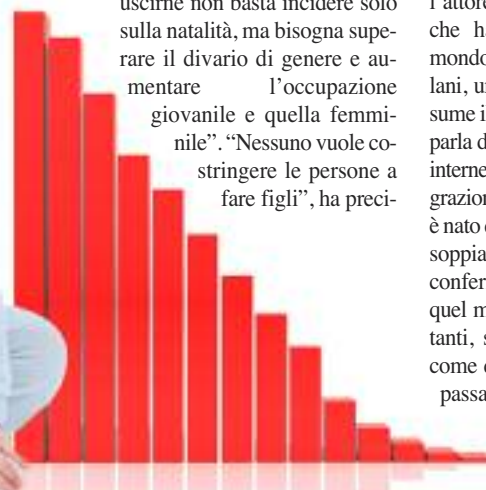 uscirne non basta incidere solo
sulla natalità, ma bisogna supe-
rare il divario di genere e au-
mentare l'occupazione
giovanile e quella femmi-
nile”. “Nessuno vuole co-
stringere le persone a
fare figli”, ha preci-
l'attore
che h
mondo
lani, u
sume i
parla d
interne
grazion
è nato
soppia
confer
quel m
tanti, s
come
passa